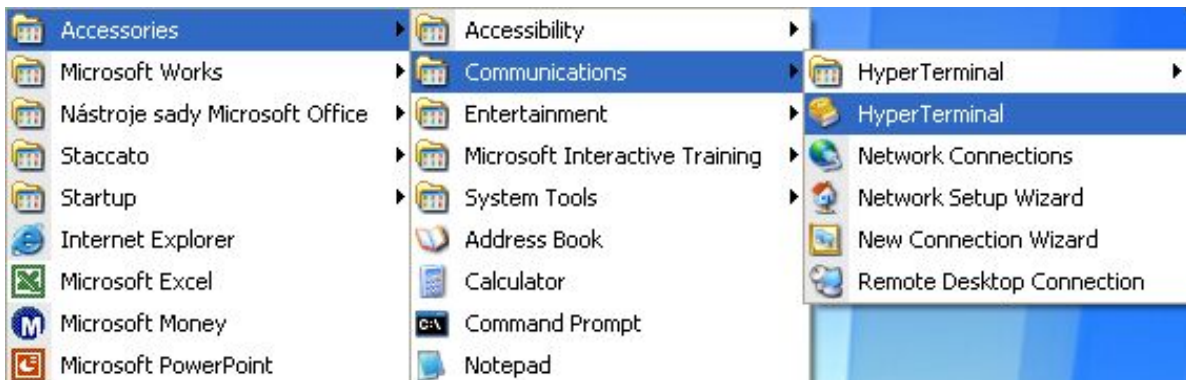 Accessories
Microsoft Works
Nástroje sady Microsoft Office
Staccato
Startup
Internet Explorer
Microsoft Excel
Microsoft Money
Microsoft PowerPoint
Accessibility
Communications
Entertainment
Microsoft Interactive Training
System Tools
Address Book
Calculator
Command Prompt
Notepad
HyperTerminal
HyperTerminal
Network Connections
Network Setup Wizard
New Connection Wizard
Remote Desktop Connection